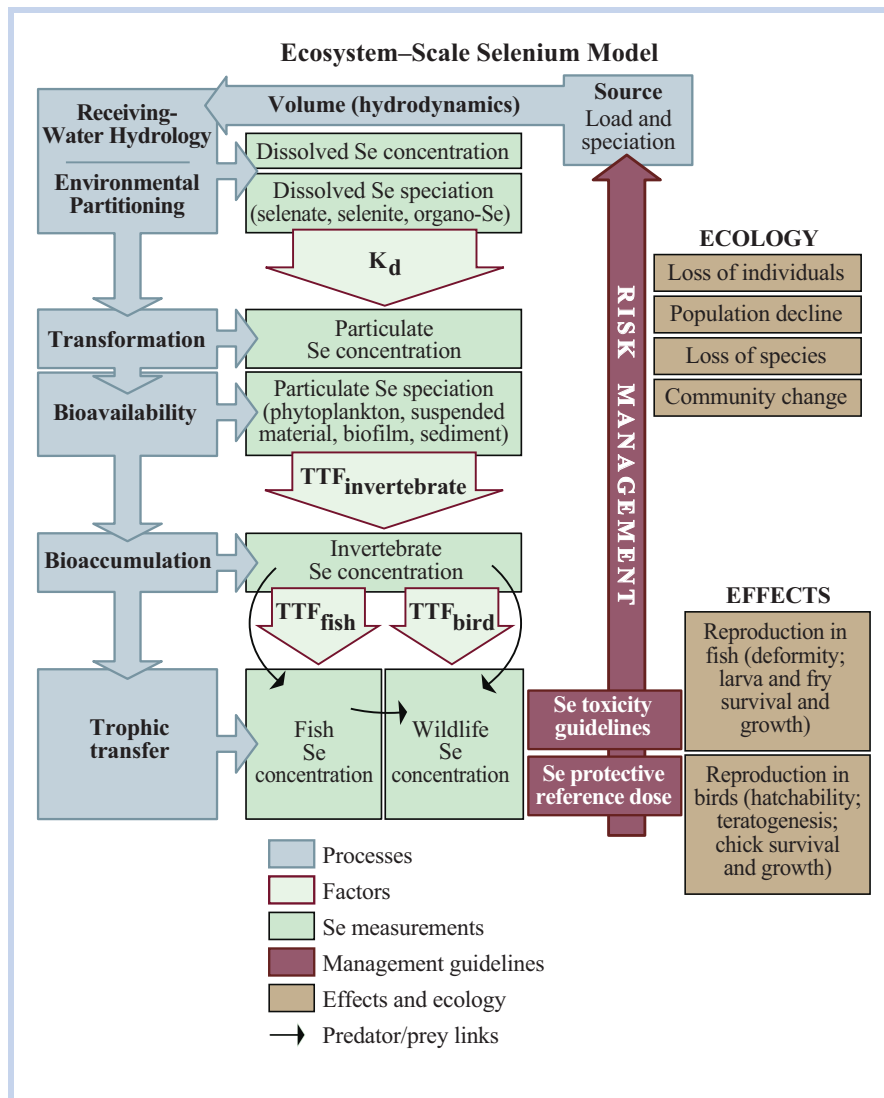 Ecosystem–Scale Selenium Model
Volume (hydrodynamics)
Source
Load and
speciation
Receiving-
Water Hydrology
Environmental
Partitioning
Dissolved Se concentration
Dissolved Se speciation
(selenate, selenite, organo-Se)
Kd
Transformation
Particulate
Se concentration
Bioavailability
Particulate Se speciation
(phytoplankton, suspended
material, biofilm, sediment)
TTFinvertebrate
Bioaccumulation
Invertebrate
Se concentration
TTFfish
TTFbird
Trophic
transfer
Fish
Se
concentration
Wildlife
Se
concentration
RISK MANAGEMENT
Se toxicity
guidelines
Se protective
reference dose
ECOLOGY
Loss of individuals
Population decline
Loss of species
Community change
EFFECTS
Reproduction in
fish (deformity;
larva and fry
survival and
growth)
Reproduction in
birds (hatchability;
teratogenesis;
chick survival
and growth)
Processes
Factors
Se measurements
Management guidelines
Effects and ecology
Predator/prey links